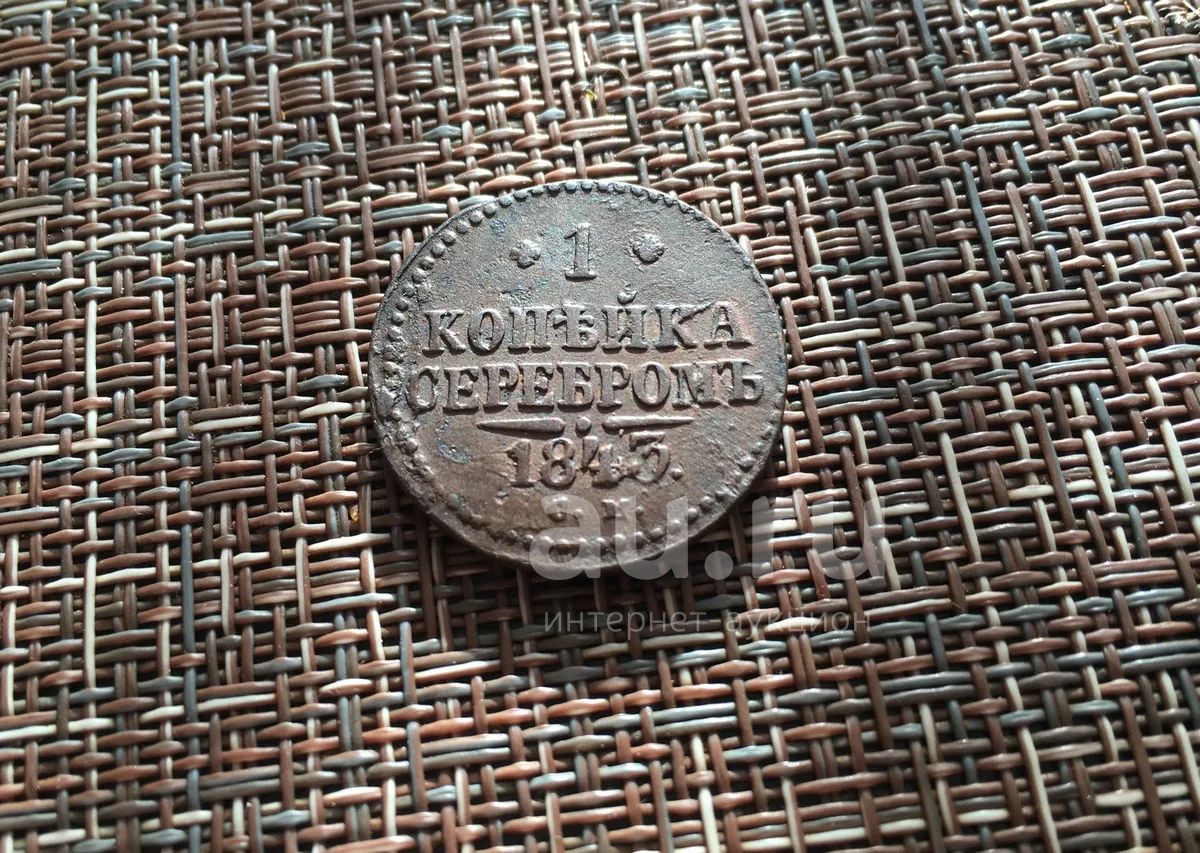 1
КОПѢЙКА
СЕРЕБРОМЪ
1843.
au.ru
интернет-аукцион